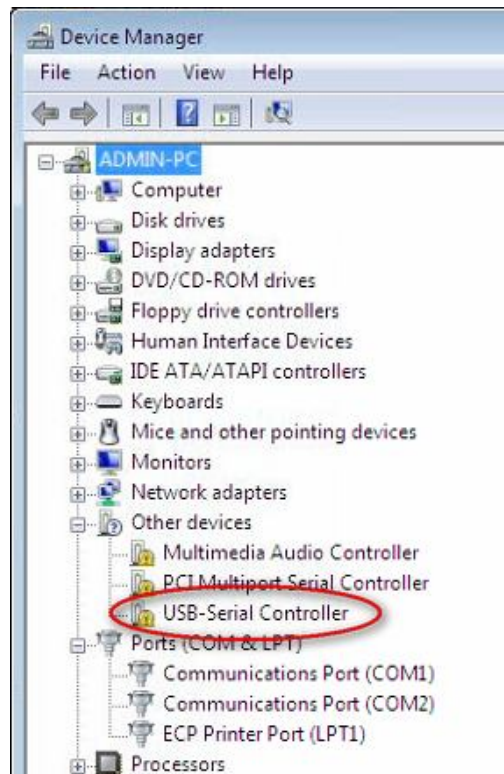 Device Manager
File Action View Help
ADMIN-PC
Computer
Disk drives
Display adapters
DVD/CD-ROM drives
Floppy drive controllers
Human Interface Devices
IDE ATA/ATAPI controllers
Keyboards
Mice and other pointing devices
Monitors
Network adapters
Other devices
Multimedia Audio Controller
PCI Multiport Serial Controller
USB-Serial Controller
Ports (COM & LPT)
Communications Port (COM1)
Communications Port (COM2)
ECP Printer Port (LPT1)
Processors